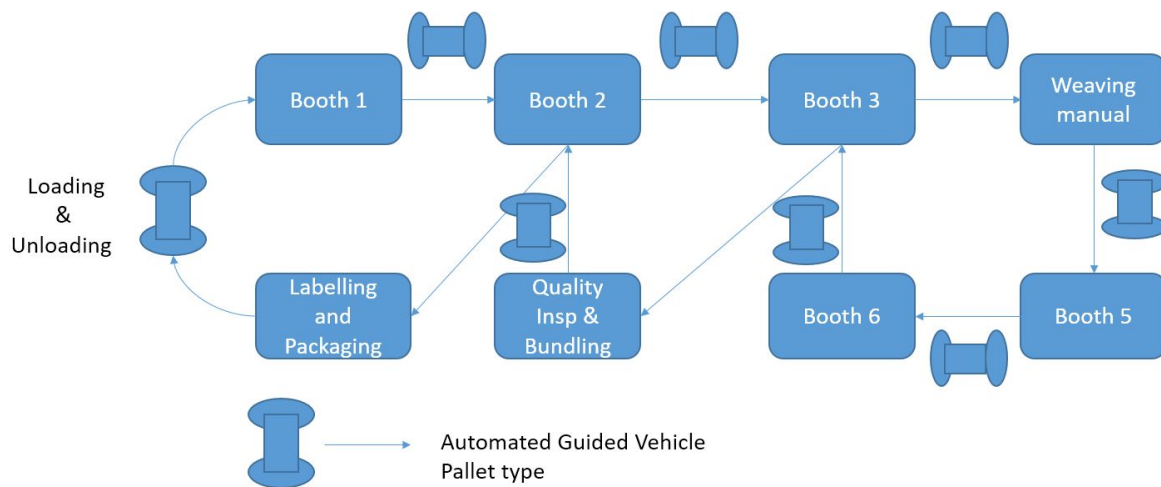 Booth 1
Booth 2
Booth 3
Weaving
manual
Loading
&
Unloading
Labelling
and
Packaging
Quality
Insp &
Bundling
Booth 6
Booth 5
Automated Guided Vehicle
Pallet type